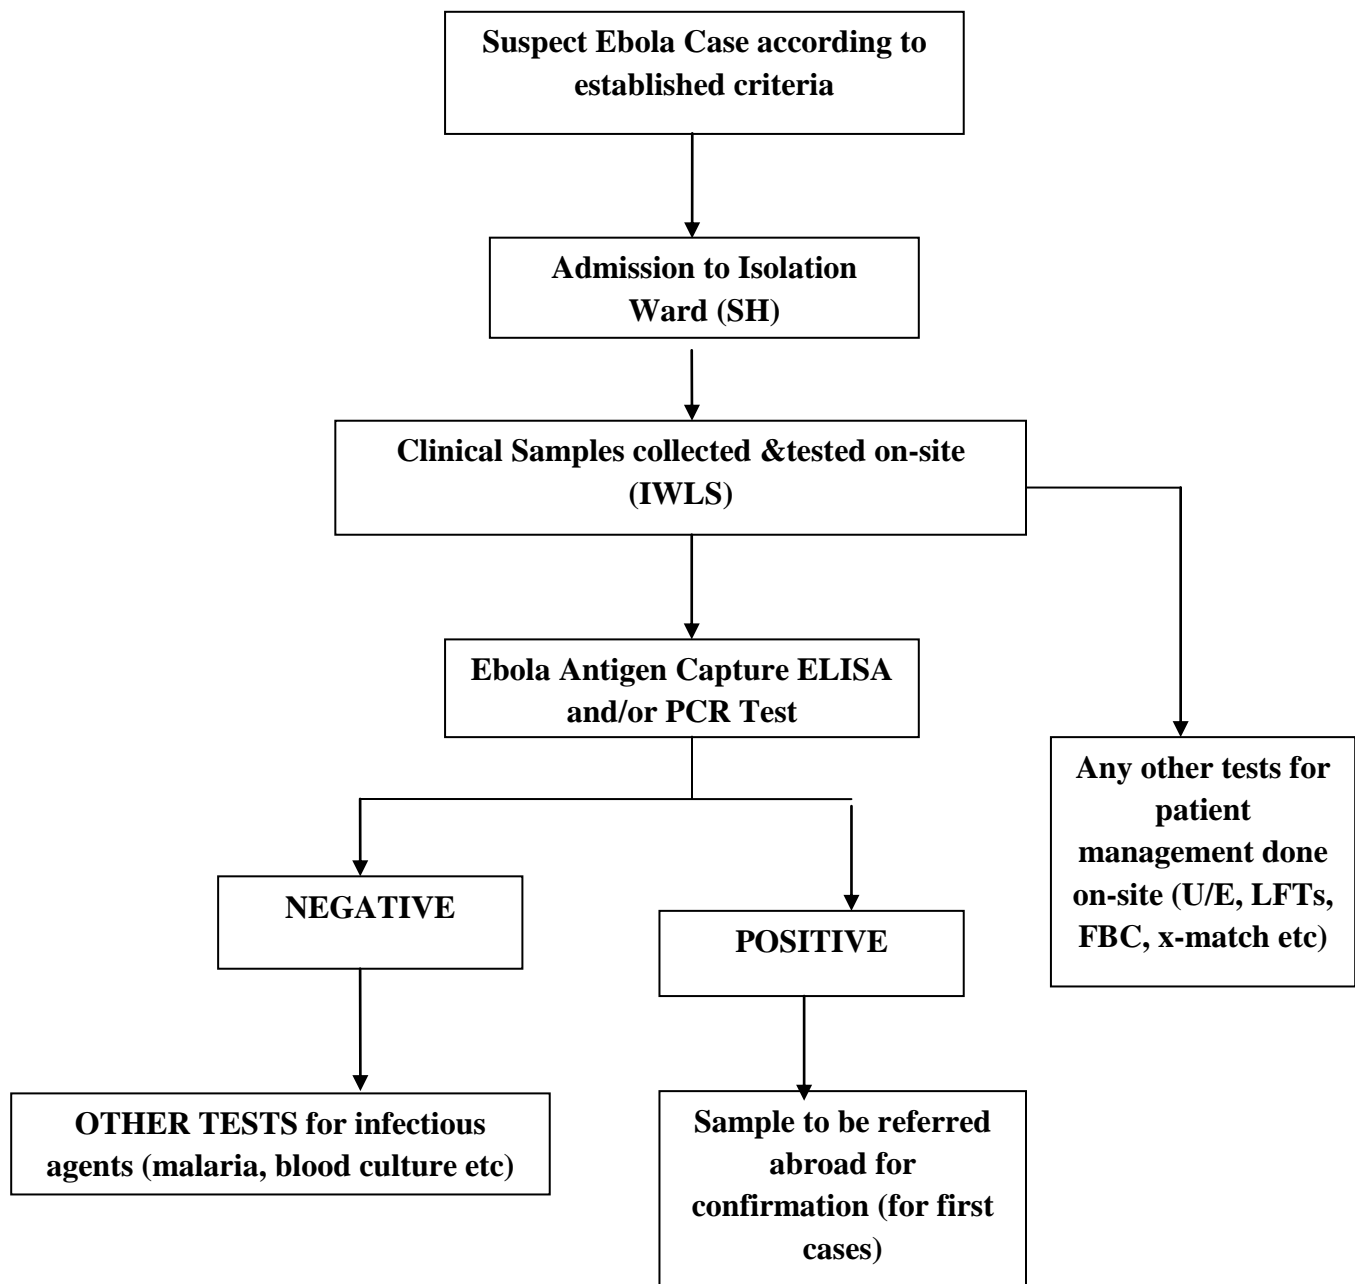 Suspect Ebola Case according to
established criteria
Admission to Isolation
Ward (SH)
Clinical Samples collected &tested on-site
(IWLS)
Ebola Antigen Capture ELISA
and/or PCR Test
Any other tests for
patient
management done
on-site (U/E, LFTs,
FBC, x-match etc)
NEGATIVE
POSITIVE
OTHER TESTS for infectious
agents (malaria, blood culture etc)
Sample to be referred
abroad for
confirmation (for first
cases)